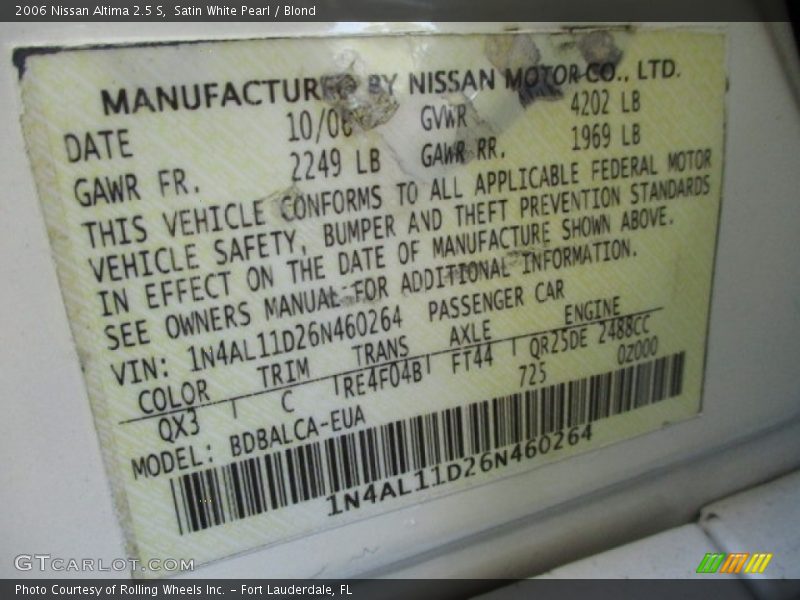 2006 Nissan Altima 2.5 S, Satin White Pearl / Blond
MANUFACTURED BY NISSAN MOTOR CO., LTD.
DATE 10/06 GVWR 4202 LB
GAWR FR. 2249 LB GAWR RR. 1969 LB
THIS VEHICLE CONFORMS TO ALL APPLICABLE FEDERAL MOTOR
VEHICLE SAFETY, BUMPER AND THEFT PREVENTION STANDARDS
IN EFFECT ON THE DATE OF MANUFACTURE SHOWN ABOVE.
SEE OWNERS MANUAL FOR ADDITIONAL INFORMATION.
VIN: 1N4AL11D26N460264 PASSENGER CAR
COLOR TRIM TRANS AXLE ENGINE
QX3 C RE4F04B FT44 QR25DE 2488CC
MODEL: BDBALCA-EUA 725 0Z000
1N4AL11D26N460264
GTCARLOT.COM
Photo Courtesy of Rolling Wheels Inc. – Fort Lauderdale, FL